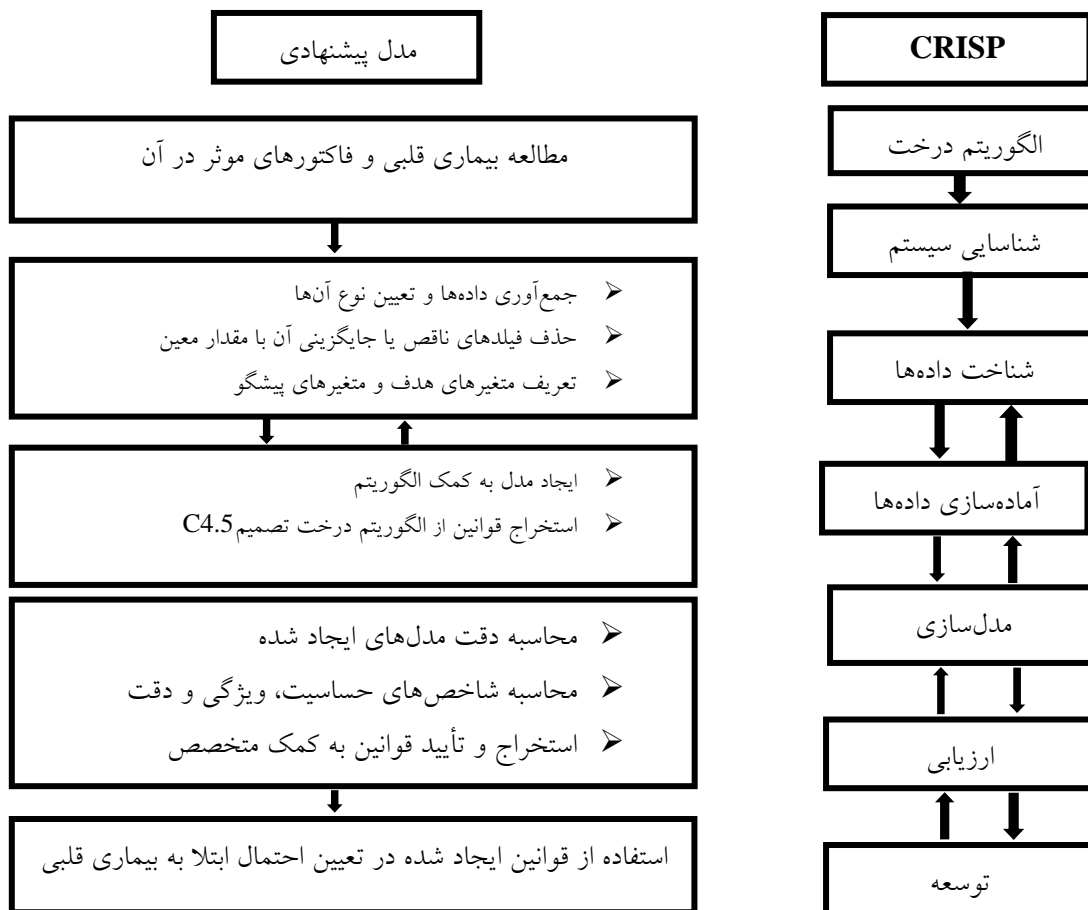 مدل پیشنهادی
مطالعه بیماری قلبی و فاکتورهای موثر در آن
➢ جمع‌آوری داده‌ها و تعیین نوع آن‌ها
➢ حذف فیلدهای ناقص یا جایگزینی آن با مقدار معین
➢ تعریف متغیرهای هدف و متغیرهای پیشگو
➢ ایجاد مدل به کمک الگوریتم
➢ استخراج قوانین از الگوریتم درخت تصمیم C4.5
➢ محاسبه دقت مدل‌های ایجاد شده
➢ محاسبه شاخص‌های حساسیت، ویژگی و دقت
➢ استخراج و تأیید قوانین به کمک متخصص
استفاده از قوانین ایجاد شده در تعیین احتمال ابتلا به بیماری قلبی
CRISP
الگوریتم درخت
شناسایی سیستم
شناخت داده‌ها
آماده‌سازی داده‌ها
مدل‌سازی
ارزیابی
توسعه